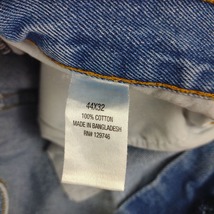 44X32
100% COTTON
MADE IN BANGLADESH
RN# 129746